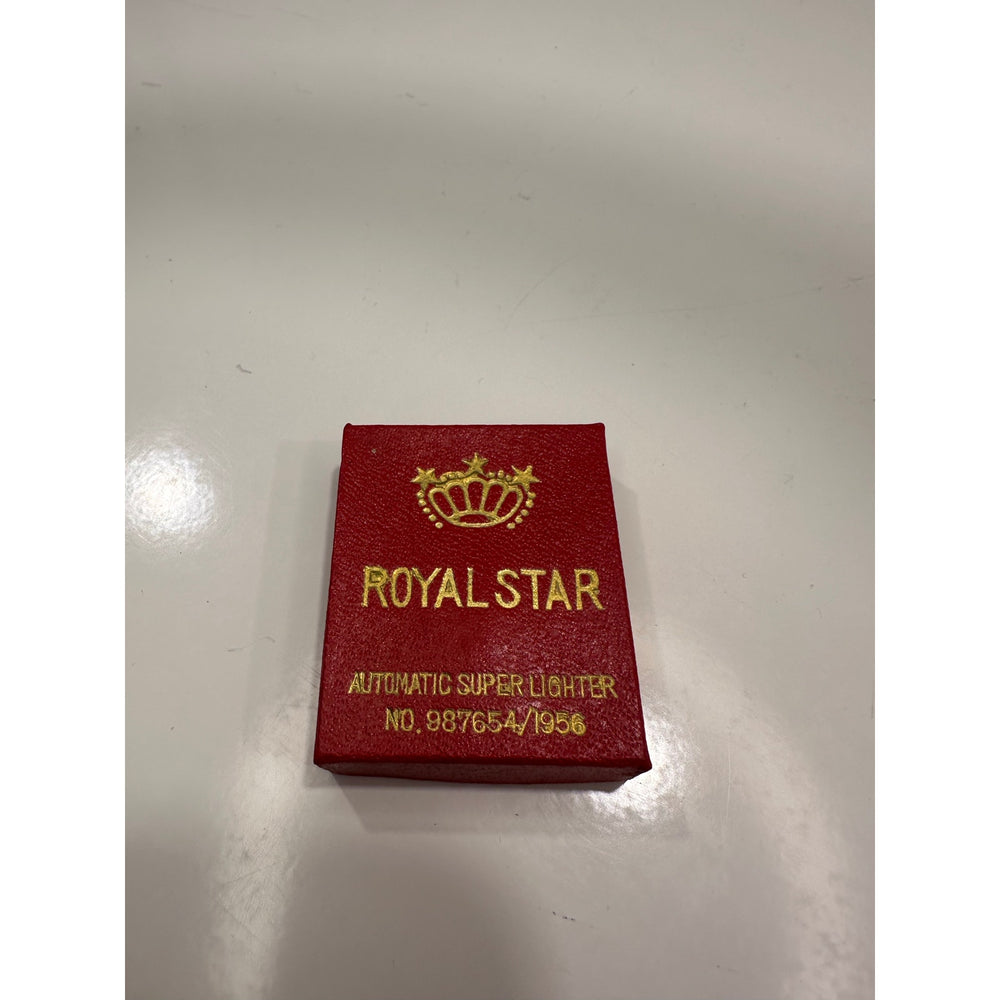 ROYAL STAR
AUTOMATIC SUPER LIGHTER
NO. 987654/1956